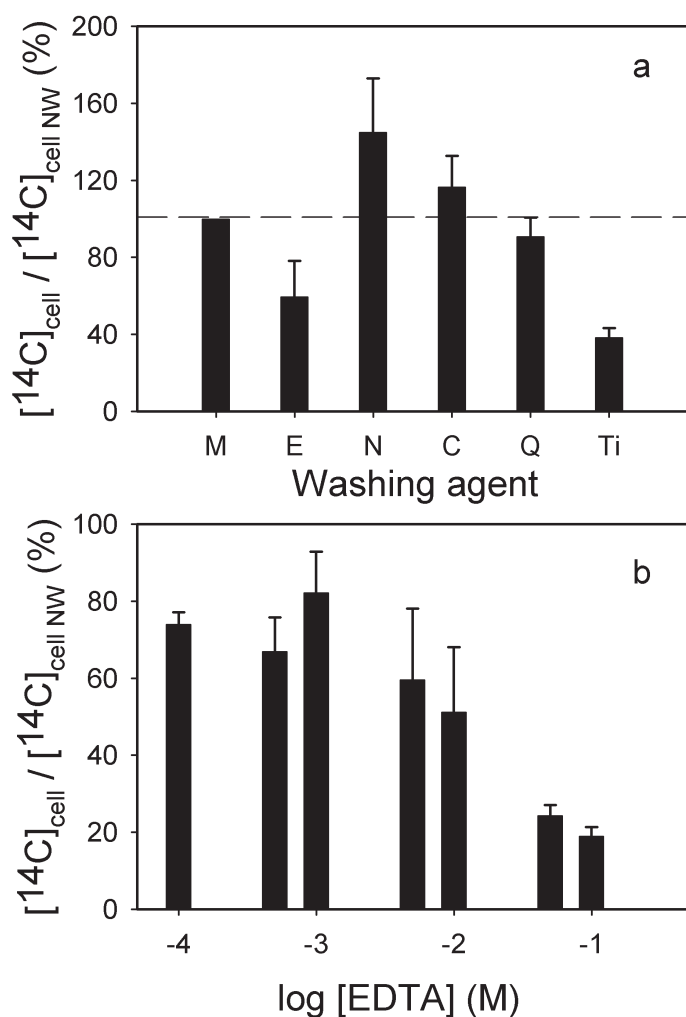 a
[¹⁴C]cell / [¹⁴C]cell NW (%)
200
160
120
80
40
0
M E N C Q Ti
Washing agent
b
[¹⁴C]cell / [¹⁴C]cell NW (%)
100
80
60
40
20
0
-4 -3 -2 -1
log [EDTA] (M)